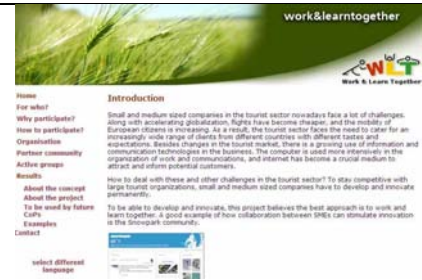 work&learntogether
WLT
Work & Learn Together
Home
For who?
Why participate?
How to participate?
Organisation
Partner community
Active groups
Results
About the concept
About the project
To be used by future
CoPs
Examples
Contact
select different
language
Introduction
Small and medium sized companies in the tourist sector nowadays face a lot of challenges.
Along with accelerating globalization, flights have become cheaper, and the mobility of
European citizens is increasing. As a result, the tourist sector faces the need to cater for an
increasingly wide range of clients from different countries with different tastes and
expectations. Besides changes in the tourist market, there is a growing use of information and
communication technologies in the business. The computer is used more intensively in the
organization of work and communications, and internet has become a crucial medium to
attract and inform potential customers.
How to deal with these and other challenges in the tourist sector? To stay competitive with
large tourist organizations, small and medium sized companies have to develop and innovate
permanently.
To be able to develop and innovate, this project believes the best approach is to work and
learn together. A good example of how collaboration between SMEs can stimulate innovation
is the Snowpark community.